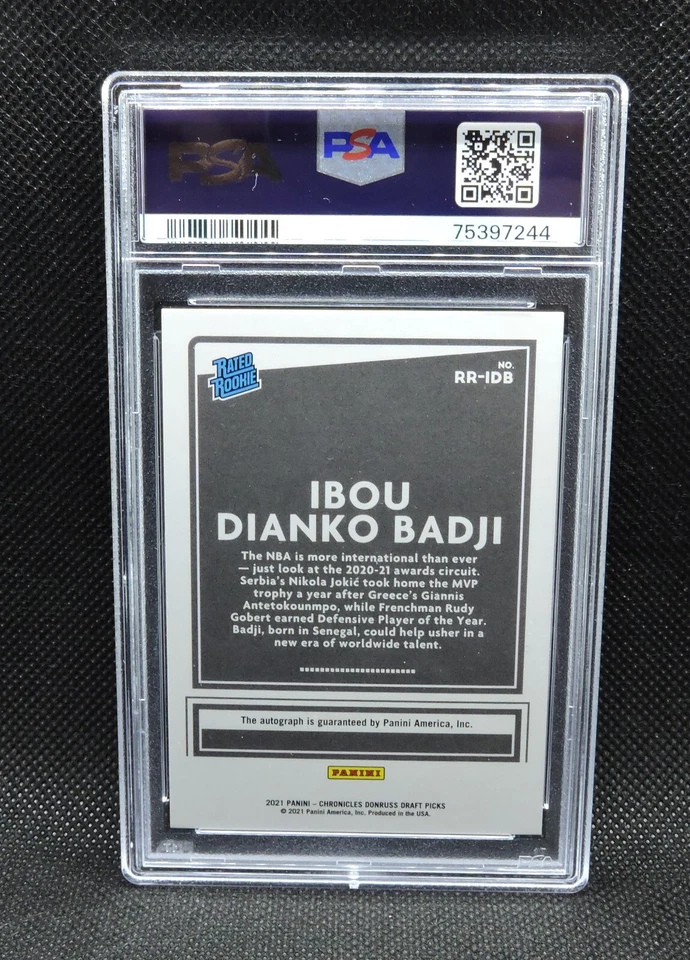 PSA
PSA
75397244
RATED
ROOKIE
NO.
RR-IDB
IBOU
DIANKO BADJI
The NBA is more international than ever
— just look at the 2020-21 awards circuit.
Serbia's Nikola Jokić took home the MVP
trophy a year after Greece's Giannis
Antetokounmpo, while Frenchman Rudy
Gobert earned Defensive Player of the Year.
Badji, born in Senegal, could help usher in a
new era of worldwide talent.
The autograph is guaranteed by Panini America, Inc.
PANINI
2021 PANINI – CHRONICLES DONRUSS DRAFT PICKS
© 2021 Panini America, Inc. Produced in the USA.